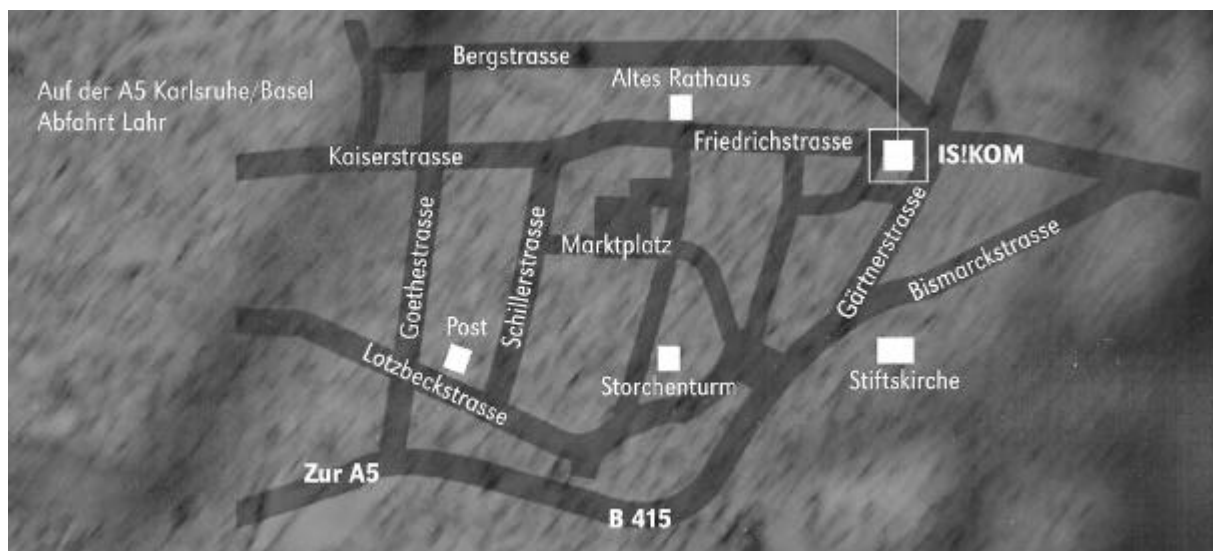 Bergstrasse
Altes Rathaus
Auf der A5 Karlsruhe/Basel
Abfahrt Lahr
Kaiserstrasse
Friedrichstrasse
IS!KOM
Goethestrasse
Schillerstrasse
Marktplatz
Gärtnerstrasse
Bismarckstrasse
Post
Lotzbeckstrasse
Storchenturm
Stiftskirche
Zur A5
B 415